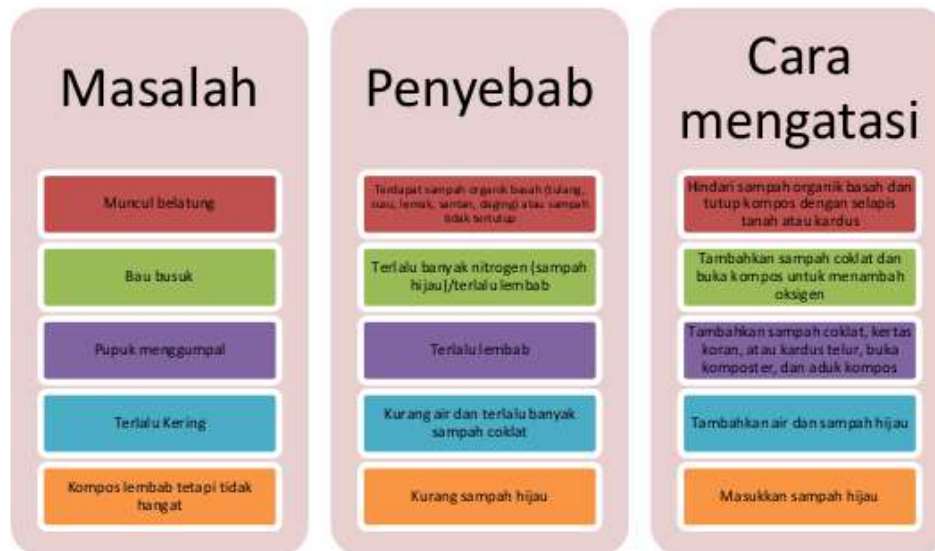 Masalah
Muncul belatung
Bau busuk
Pupuk menggumpal
Terlalu Kering
Kompos lembab tetapi tidak
hangat
Penyebab
Terdapat sampah organik basah (tulang,
susu, lemak, santan, daging) atau sampah
tidak tertutup
Terlalu banyak nitrogen (sampah
hijau)/terlalu lembab
Terlalu lembab
Kurang air dan terlalu banyak
sampah coklat
Kurang sampah hijau
Cara
mengatasi
Hindari sampah organik basah dan
tutup kompos dengan selapis
tanah atau kardus
Tambahkan sampah coklat dan
buka kompos untuk menambah
oksigen
Tambahkan sampah coklat, kertas
koran, atau kardus telur, buka
komposter, dan aduk kompos
Tambahkan air dan sampah hijau
Masukkan sampah hijau